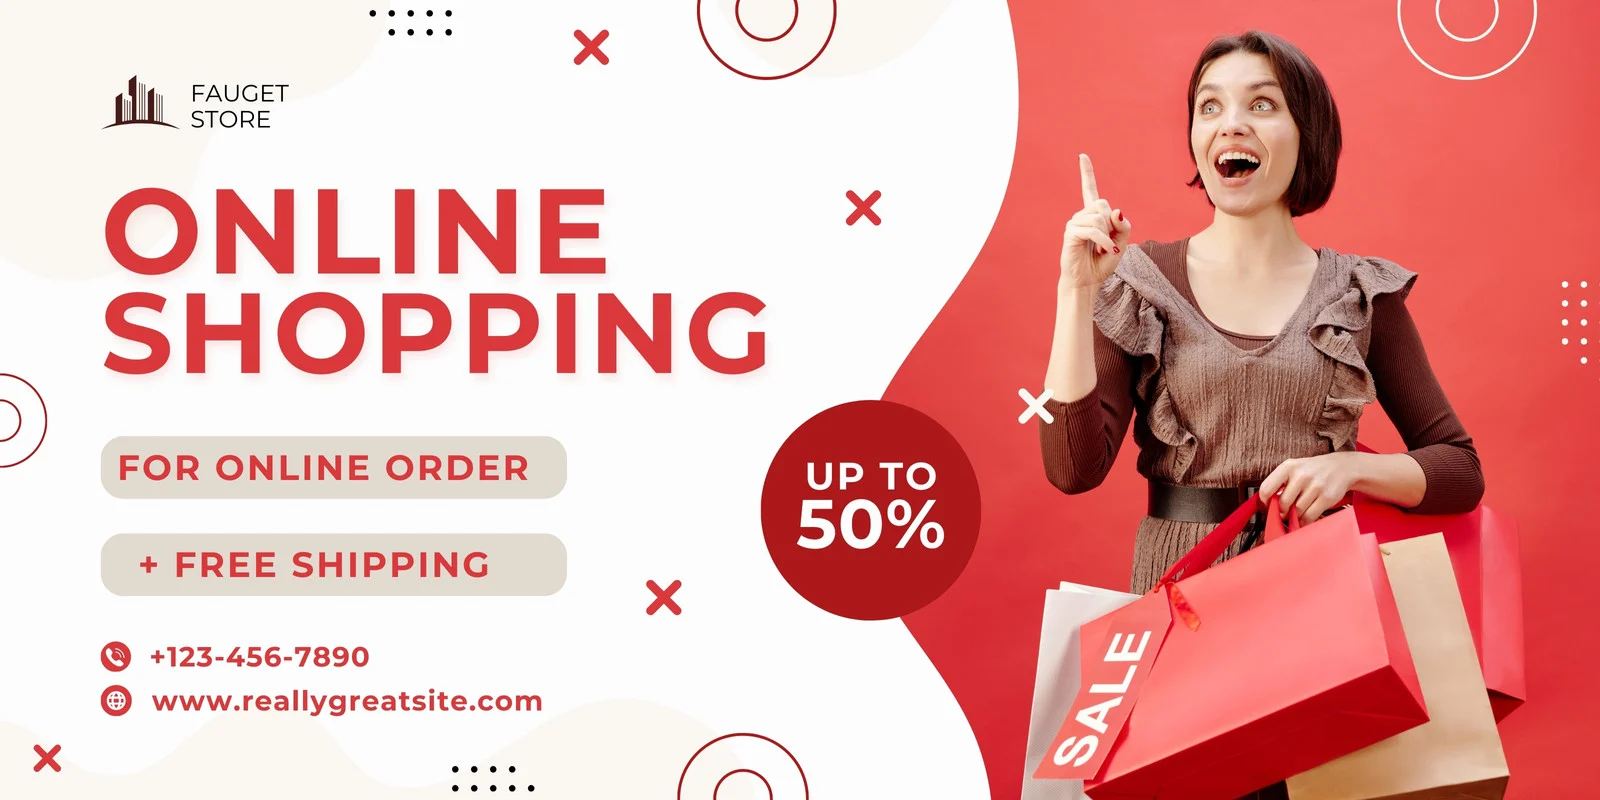 FAUGET
STORE
ONLINE
SHOPPING
FOR ONLINE ORDER
+ FREE SHIPPING
+123-456-7890
www.reallygreatsite.com
UP TO
50%
SALE